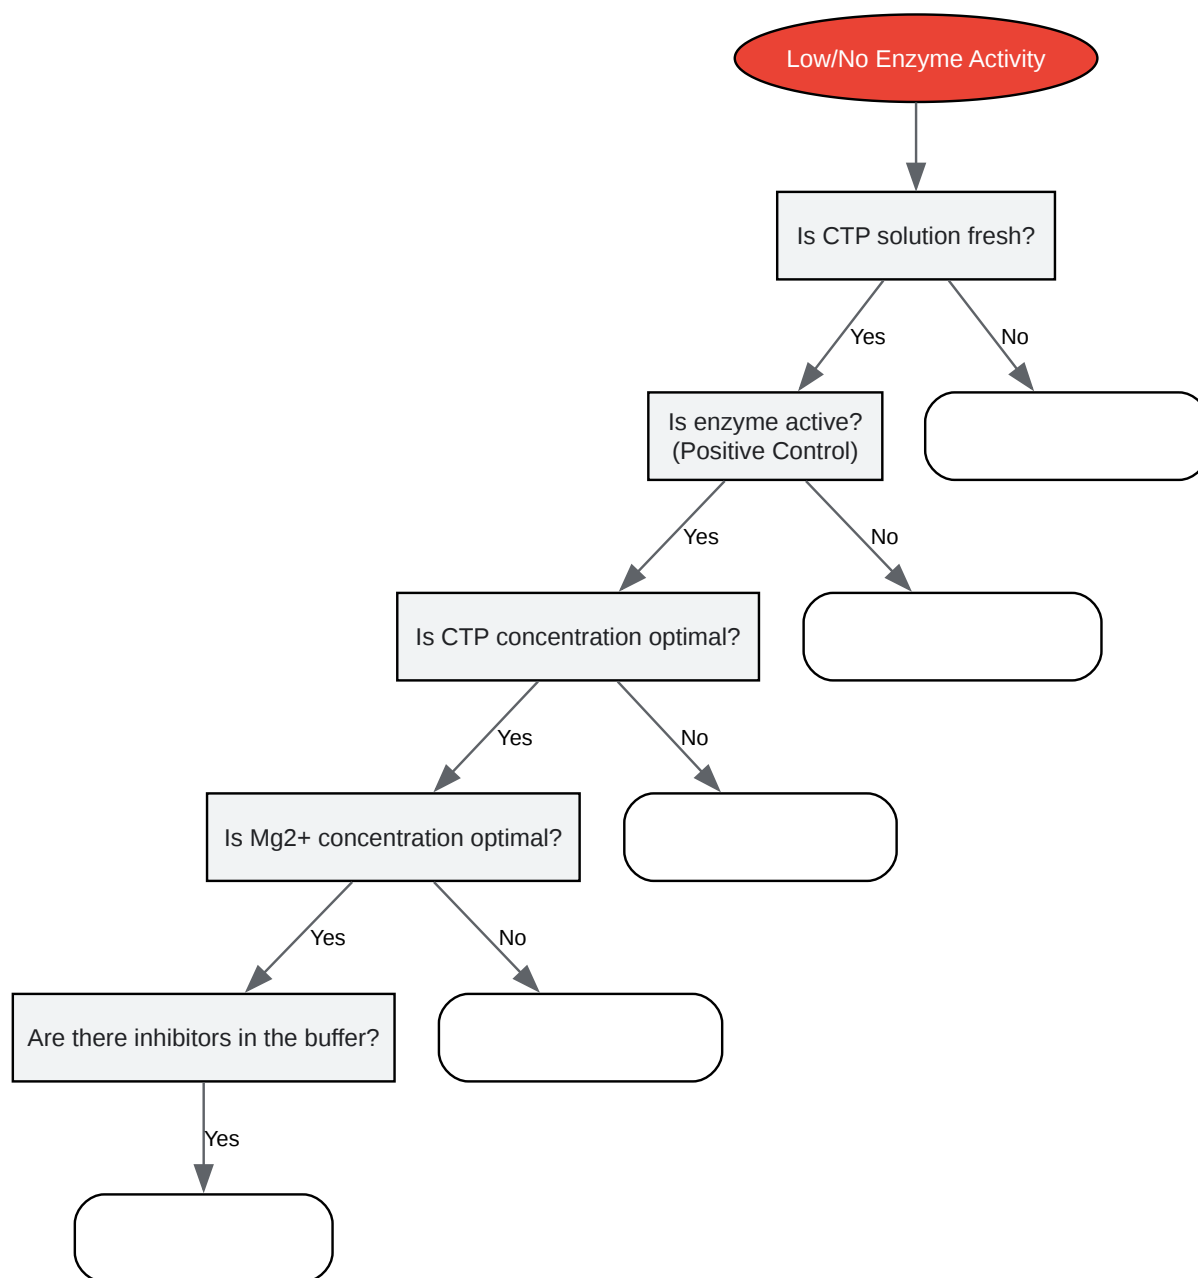 Low/No Enzyme Activity
Is CTP solution fresh?
Yes
No
Is enzyme active?
(Positive Control)
Yes
No
Is CTP concentration optimal?
Yes
No
Is Mg2+ concentration optimal?
Yes
No
Are there inhibitors in the buffer?
Yes